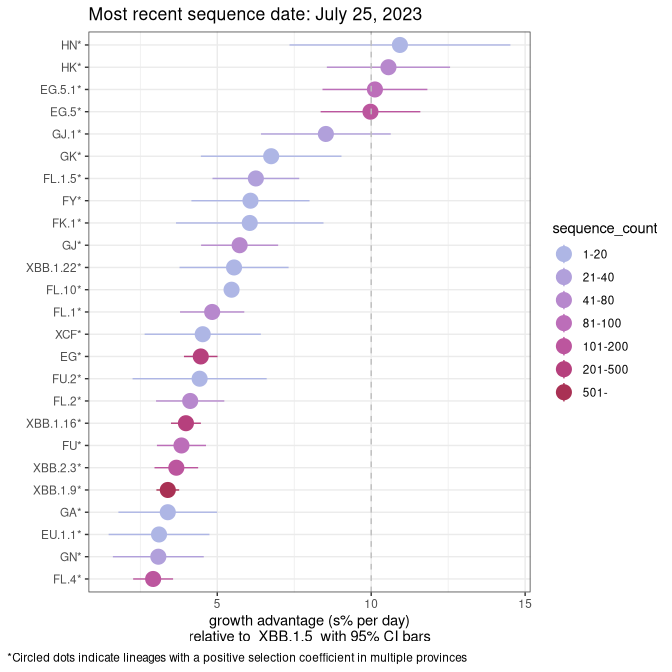 Most recent sequence date: July 25, 2023
HN*
HK*
EG.5.1*
EG.5*
GJ.1*
GK*
FL.1.5*
FY*
FK.1*
GJ*
XBB.1.22*
FL.10*
FL.1*
XCF*
EG*
FU.2*
FL.2*
XBB.1.16*
FU*
XBB.2.3*
XBB.1.9*
GA*
EU.1.1*
GN*
FL.4*
5 10 15
growth advantage (s% per day)
relative to XBB.1.5 with 95% CI bars
sequence_count
1-20
21-40
41-80
81-100
101-200
201-500
501-
*Circled dots indicate lineages with a positive selection coefficient in multiple provinces